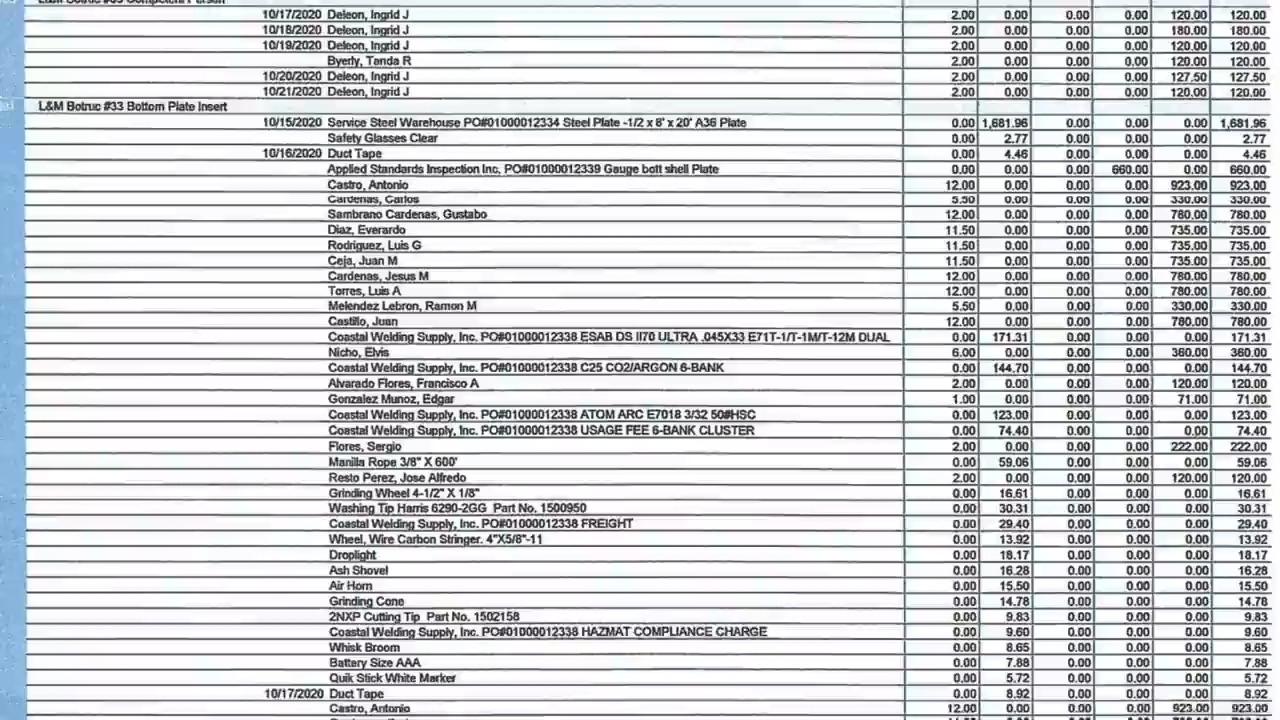 10/17/2020 Deleon, Ingrid J 2.00 0.00 0.00 0.00 120.00 120.00
10/18/2020 Deleon, Ingrid J 2.00 0.00 0.00 0.00 180.00 180.00
10/19/2020 Deleon, Ingrid J 2.00 0.00 0.00 0.00 120.00 120.00
Byerly, Tanda R 2.00 0.00 0.00 0.00 120.00 120.00
10/20/2020 Deleon, Ingrid J 2.00 0.00 0.00 0.00 127.50 127.50
10/21/2020 Deleon, Ingrid J 2.00 0.00 0.00 0.00 120.00 120.00
L&M Botruc #33 Bottom Plate Insert
10/15/2020 Service Steel Warehouse PO#01000012334 Steel Plate -1/2 x 8' x 20' A36 Plate 0.00 1,681.96 0.00 0.00 0.00 1,681.96
Safety Glasses Clear 0.00 2.77 0.00 0.00 0.00 2.77
10/16/2020 Duct Tape 0.00 4.46 0.00 0.00 0.00 4.46
Applied Standards Inspection Inc. PO#01000012339 Gauge bott shell Plate 0.00 0.00 0.00 660.00 0.00 660.00
Castro, Antonio 12.00 0.00 0.00 0.00 923.00 923.00
Cardenas, Carlos 5.50 0.00 0.00 0.00 330.00 330.00
Sambrano Cardenas, Gustabo 12.00 0.00 0.00 0.00 780.00 780.00
Diaz, Everardo 11.50 0.00 0.00 0.00 735.00 735.00
Rodriguez, Luis G 11.50 0.00 0.00 0.00 735.00 735.00
Ceja, Juan M 11.50 0.00 0.00 0.00 735.00 735.00
Cardenas, Jesus M 12.00 0.00 0.00 0.00 780.00 780.00
Torres, Luis A 12.00 0.00 0.00 0.00 780.00 780.00
Melendez Lebron, Ramon M 5.50 0.00 0.00 0.00 330.00 330.00
Castillo, Juan 12.00 0.00 0.00 0.00 780.00 780.00
Coastal Welding Supply, Inc. PO#01000012338 ESAB DS II70 ULTRA .045X33 E71T-1/T-1M/T-12M DUAL 0.00 171.31 0.00 0.00 0.00 171.31
Nicho, Elvis 6.00 0.00 0.00 0.00 360.00 360.00
Coastal Welding Supply, Inc. PO#01000012338 C25 CO2/ARGON 6-BANK 0.00 144.70 0.00 0.00 0.00 144.70
Alvarado Flores, Francisco A 2.00 0.00 0.00 0.00 120.00 120.00
Gonzalez Munoz, Edgar 1.00 0.00 0.00 0.00 71.00 71.00
Coastal Welding Supply, Inc. PO#01000012338 ATOM ARC E7018 3/32 50#HSC 0.00 123.00 0.00 0.00 0.00 123.00
Coastal Welding Supply, Inc. PO#01000012338 USAGE FEE 6-BANK CLUSTER 0.00 74.40 0.00 0.00 0.00 74.40
Flores, Sergio 2.00 0.00 0.00 0.00 222.00 222.00
Manilla Rope 3/8" X 600' 0.00 59.06 0.00 0.00 0.00 59.06
Resto Perez, Jose Alfredo 2.00 0.00 0.00 0.00 120.00 120.00
Grinding Wheel 4-1/2" X 1/8" 0.00 16.61 0.00 0.00 0.00 16.61
Washing Tip Harris 6290-2GG Part No. 1500950 0.00 30.31 0.00 0.00 0.00 30.31
Coastal Welding Supply, Inc. PO#01000012338 FREIGHT 0.00 29.40 0.00 0.00 0.00 29.40
Wheel, Wire Carbon Stringer. 4"X5/8"-11 0.00 13.92 0.00 0.00 0.00 13.92
Droplight 0.00 18.17 0.00 0.00 0.00 18.17
Ash Shovel 0.00 16.28 0.00 0.00 0.00 16.28
Air Horn 0.00 15.50 0.00 0.00 0.00 15.50
Grinding Cone 0.00 14.78 0.00 0.00 0.00 14.78
2NXP Cutting Tip Part No. 1502158 0.00 9.83 0.00 0.00 0.00 9.83
Coastal Welding Supply, Inc. PO#01000012338 HAZMAT COMPLIANCE CHARGE 0.00 9.60 0.00 0.00 0.00 9.60
Whisk Broom 0.00 8.65 0.00 0.00 0.00 8.65
Battery Size AAA 0.00 7.88 0.00 0.00 0.00 7.88
Quik Stick White Marker 0.00 5.72 0.00 0.00 0.00 5.72
10/17/2020 Duct Tape 0.00 8.92 0.00 0.00 0.00 8.92
Castro, Antonio 12.00 0.00 0.00 0.00 923.00 923.00